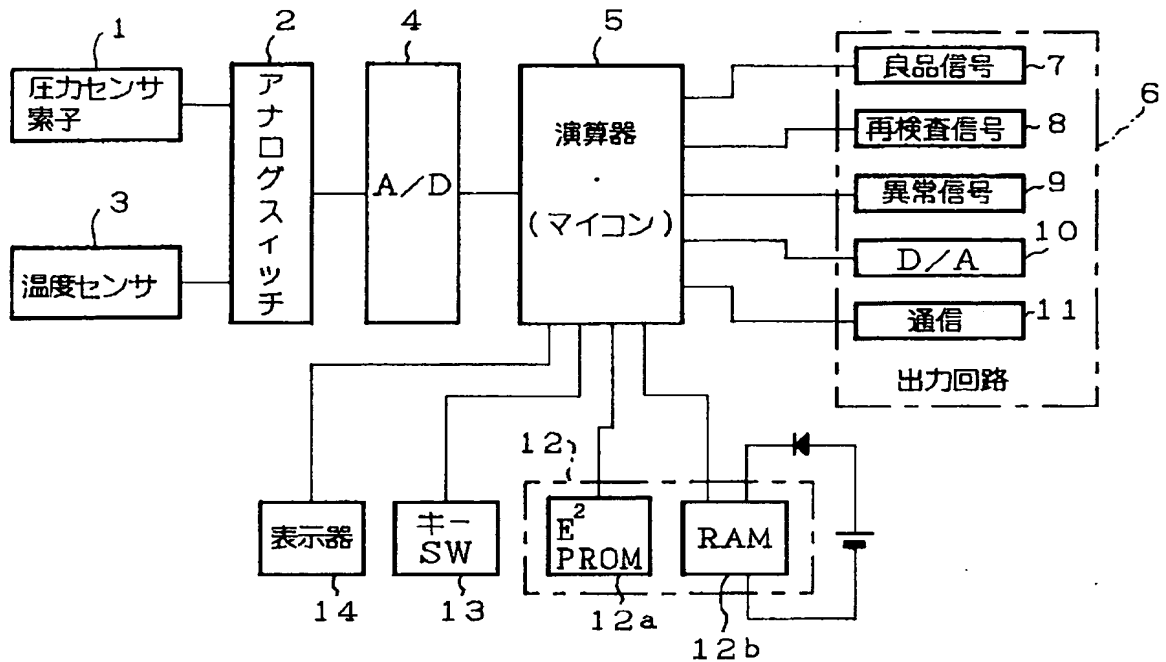 1
圧力センサ
素子
2
アナログスイッチ
3
温度センサ
4
A/D
5
演算器
・
(マイコン)
良品信号
7
再検査信号
8
異常信号
9
D/A
10
通信
11
出力回路
6
表示器
14
キー
SW
13
12
E²
PROM
12a
RAM
12b